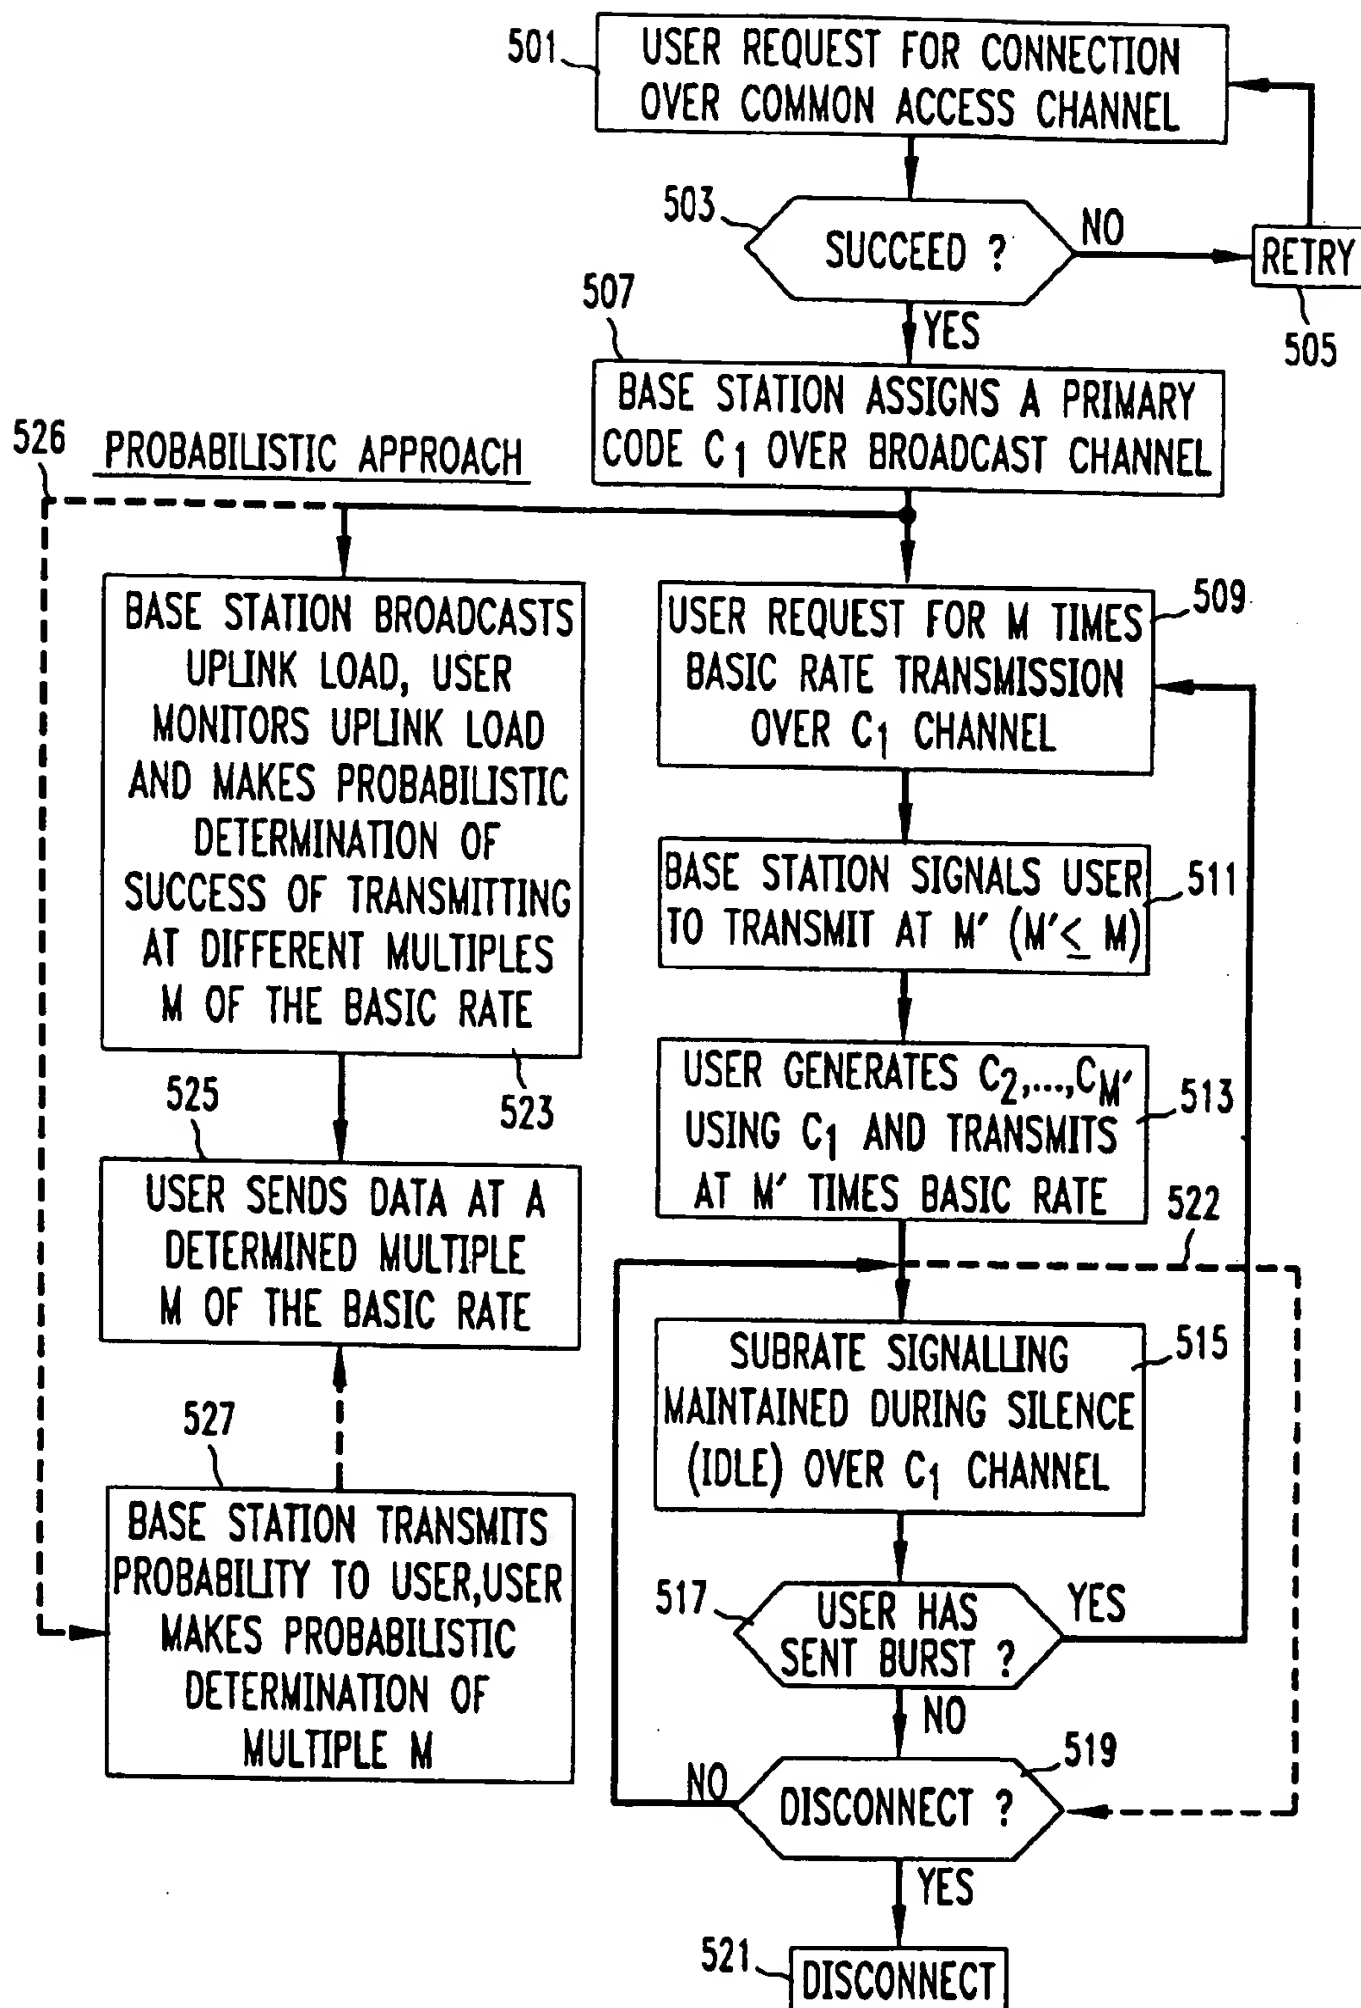 501
USER REQUEST FOR CONNECTION
OVER COMMON ACCESS CHANNEL
503
SUCCEED ?
NO
RETRY
505
YES
507
BASE STATION ASSIGNS A PRIMARY
CODE C1 OVER BROADCAST CHANNEL
526
PROBABILISTIC APPROACH
BASE STATION BROADCASTS
UPLINK LOAD, USER
MONITORS UPLINK LOAD
AND MAKES PROBABILISTIC
DETERMINATION OF
SUCCESS OF TRANSMITTING
AT DIFFERENT MULTIPLES
M OF THE BASIC RATE
523
525
USER SENDS DATA AT A
DETERMINED MULTIPLE
M OF THE BASIC RATE
527
BASE STATION TRANSMITS
PROBABILITY TO USER,USER
MAKES PROBABILISTIC
DETERMINATION OF
MULTIPLE M
509
USER REQUEST FOR M TIMES
BASIC RATE TRANSMISSION
OVER C1 CHANNEL
511
BASE STATION SIGNALS USER
TO TRANSMIT AT M' (M'≤ M)
513
USER GENERATES C2,...,CM'
USING C1 AND TRANSMITS
AT M' TIMES BASIC RATE
522
515
SUBRATE SIGNALLING
MAINTAINED DURING SILENCE
(IDLE) OVER C1 CHANNEL
517
USER HAS
SENT BURST ?
YES
NO
519
DISCONNECT ?
NO
YES
521
DISCONNECT